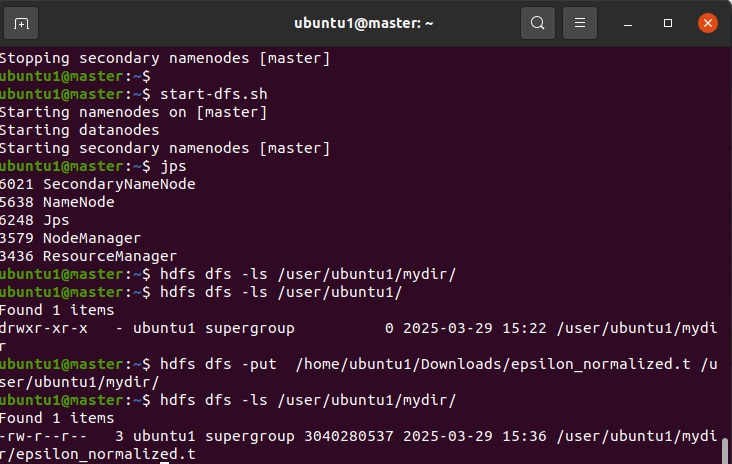 ubuntu1@master: ~
Stopping secondary namenodes [master]
ubuntu1@master:~$
ubuntu1@master:~$ start-dfs.sh
Starting namenodes on [master]
Starting datanodes
Starting secondary namenodes [master]
ubuntu1@master:~$ jps
6021 SecondaryNameNode
5638 NameNode
6248 Jps
3579 NodeManager
3436 ResourceManager
ubuntu1@master:~$ hdfs dfs -ls /user/ubuntu1/mydir/
ubuntu1@master:~$ hdfs dfs -ls /user/ubuntu1/
Found 1 items
drwxr-xr-x   - ubuntu1 supergroup          0 2025-03-29 15:22 /user/ubuntu1/mydi
r
ubuntu1@master:~$ hdfs dfs -put  /home/ubuntu1/Downloads/epsilon_normalized.t /u
ser/ubuntu1/mydir/
ubuntu1@master:~$ hdfs dfs -ls /user/ubuntu1/mydir/
Found 1 items
-rw-r--r--   3 ubuntu1 supergroup 3040280537 2025-03-29 15:36 /user/ubuntu1/mydi
r/epsilon_normalized.t